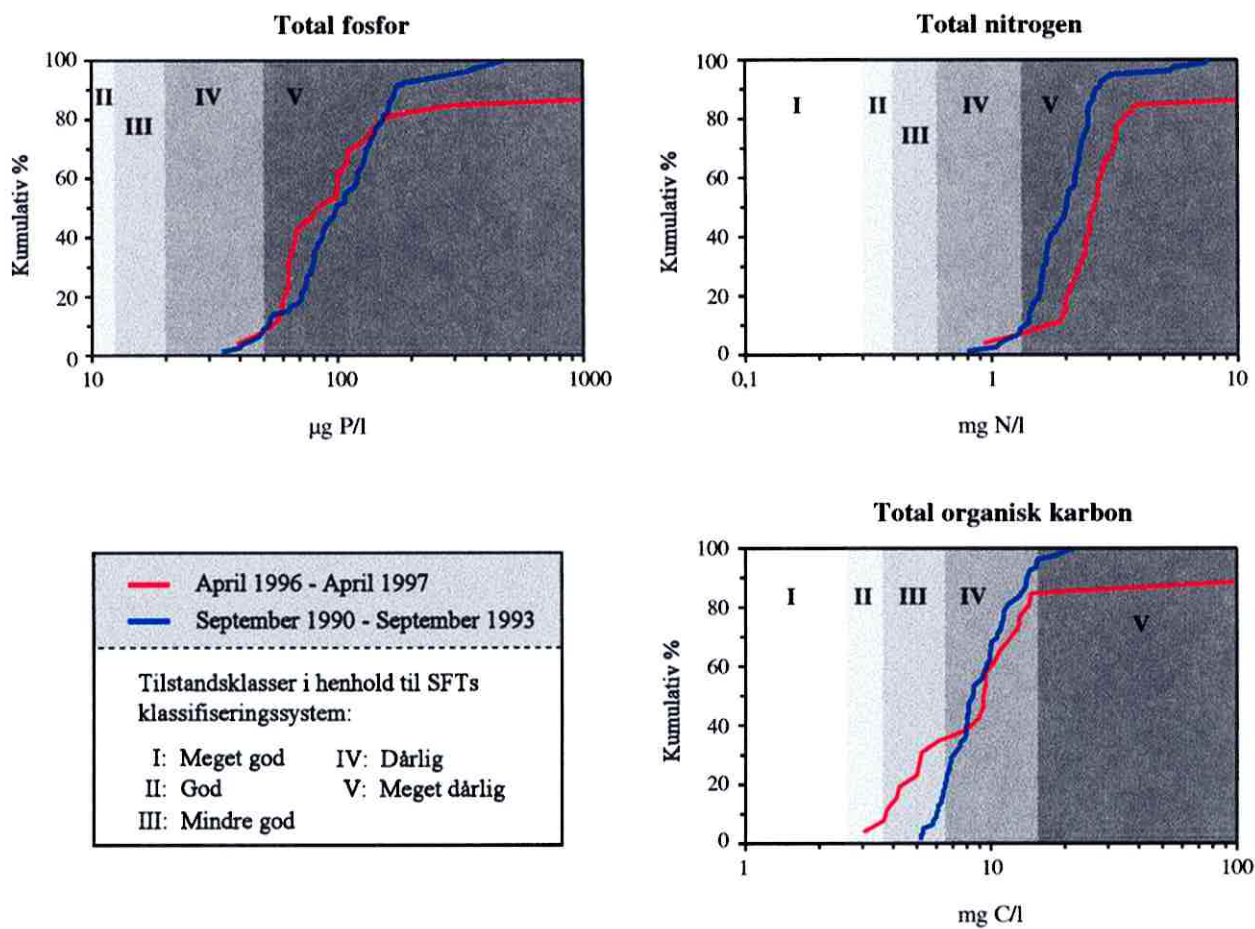 Total fosfor
Kumulativ %
100
80
60
40
20
0
II
III
IV
V
10
100
1000
µg P/l
Total nitrogen
Kumulativ %
100
80
60
40
20
0
I
II
III
IV
V
0,1
1
10
mg N/l
April 1996 - April 1997
September 1990 - September 1993
Tilstandsklasser i henhold til SFTs
klassifiseringssystem:
I: Meget god IV: Dårlig
II: God V: Meget dårlig
III: Mindre god
Total organisk karbon
Kumulativ %
100
80
60
40
20
0
I
II
III
IV
V
1
10
100
mg C/l